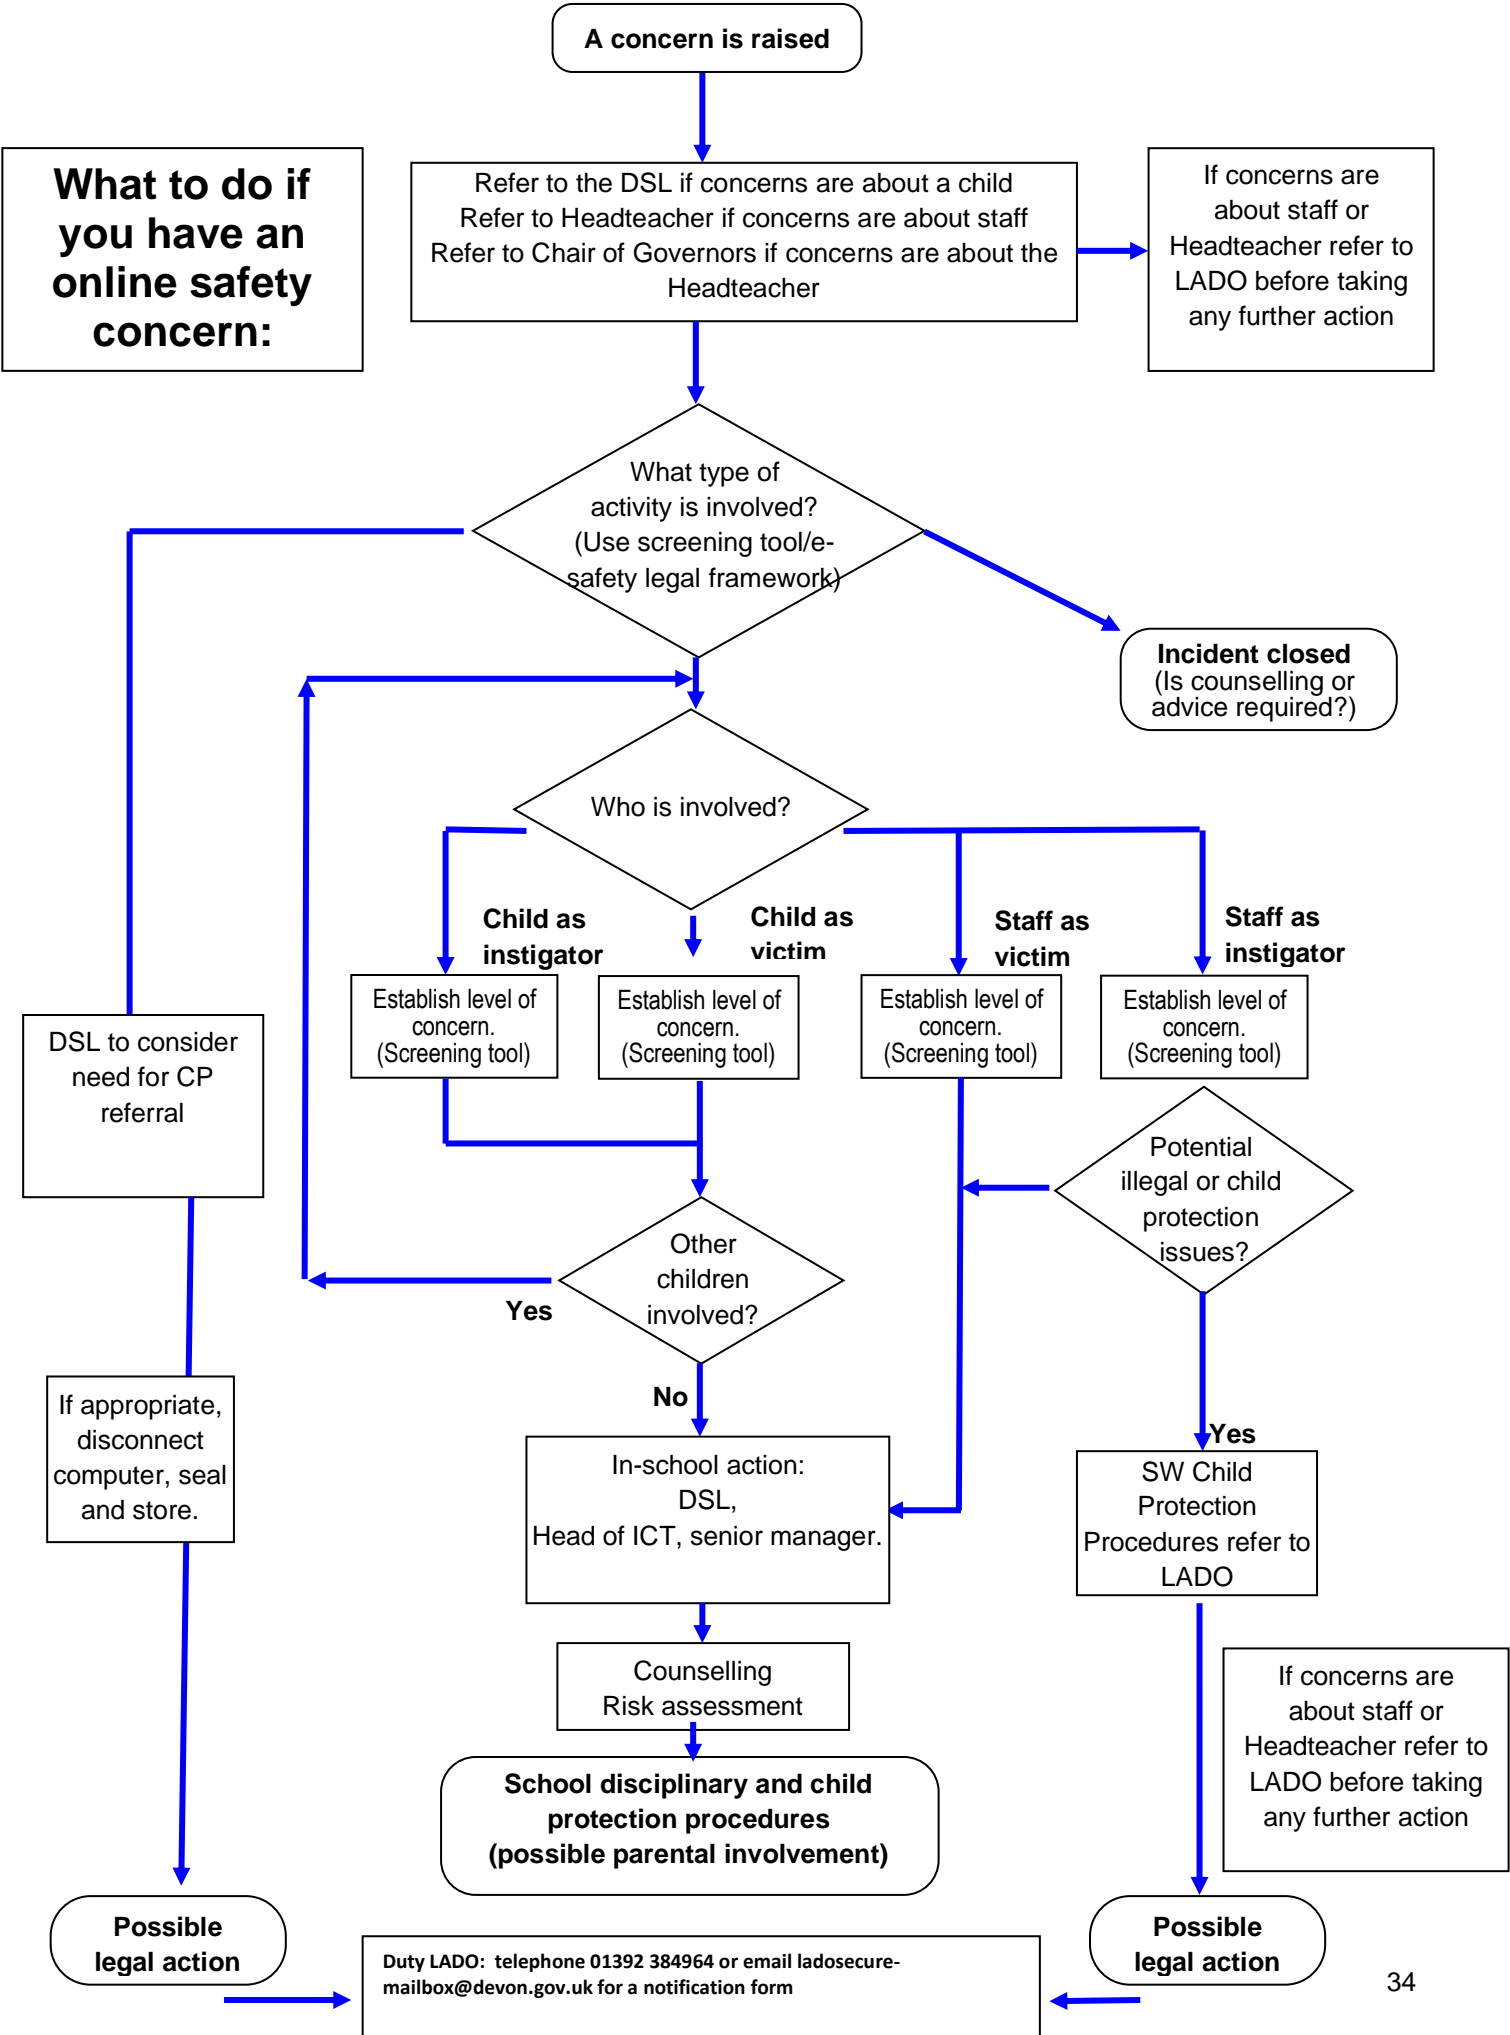 A concern is raised
What to do if
you have an
online safety
concern:
Refer to the DSL if concerns are about a child
Refer to Headteacher if concerns are about staff
Refer to Chair of Governors if concerns are about the
Headteacher
If concerns are
about staff or
Headteacher refer to
LADO before taking
any further action
What type of
activity is involved?
(Use screening tool/e-
safety legal framework)
Incident closed
(Is counselling or
advice required?)
Who is involved?
Child as
instigator
Child as
victim
Staff as
victim
Staff as
instigator
Establish level of
concern.
(Screening tool)
Establish level of
concern.
(Screening tool)
Establish level of
concern.
(Screening tool)
Establish level of
concern.
(Screening tool)
DSL to consider
need for CP
referral
Potential
illegal or child
protection
issues?
Other
children
involved?
Yes
No
If appropriate,
disconnect
computer, seal
and store.
In-school action:
DSL,
Head of ICT, senior manager.
Yes
SW Child
Protection
Procedures refer to
LADO
Counselling
Risk assessment
If concerns are
about staff or
Headteacher refer to
LADO before taking
any further action
School disciplinary and child
protection procedures
(possible parental involvement)
Possible
legal action
Possible
legal action
Duty LADO:  telephone 01392 384964 or email ladosecure-
mailbox@devon.gov.uk for a notification form
34